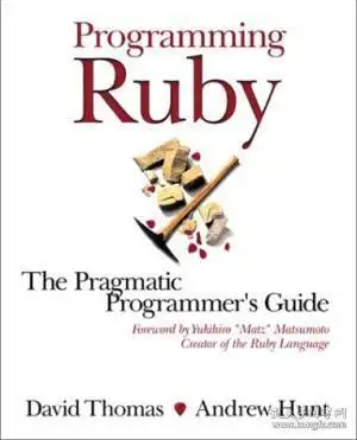 Programming
Ruby
The Pragmatic
Programmer's Guide
Foreword by Yukihiro "Matz" Matsumoto
Creator of the Ruby Language
David Thomas Andrew Hunt